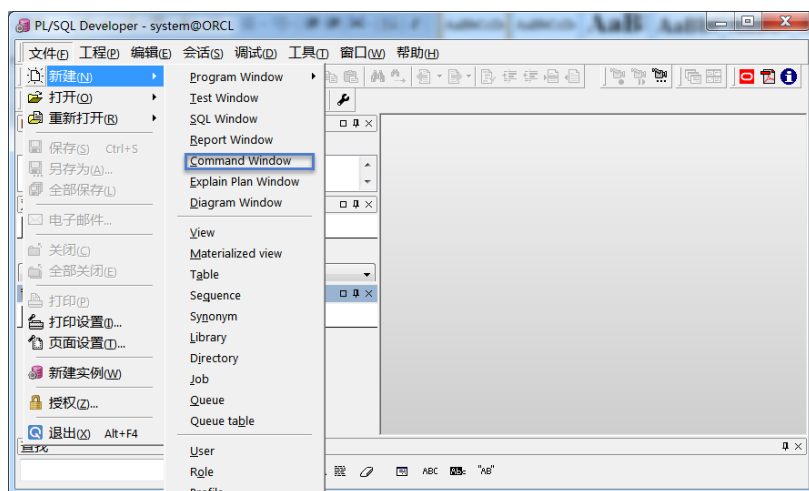 PL/SQL Developer - system@ORCL
文件(F) 工程(P) 编辑(E) 会话(S) 调试(D) 工具(T) 窗口(W) 帮助(H)
新建(N)
打开(O)
重新打开(R)
保存(S) Ctrl+S
另存为(A)...
全部保存(L)
电子邮件...
关闭(C)
全部关闭(E)
打印(P)
打印设置(I)...
页面设置(T)...
新建实例(W)
授权(Z)...
退出(X) Alt+F4
Program Window
Test Window
SQL Window
Report Window
Command Window
Explain Plan Window
Diagram Window
View
Materialized view
Table
Sequence
Synonym
Library
Directory
Job
Queue
Queue table
User
Role
Profile
查找
ABC "AB"